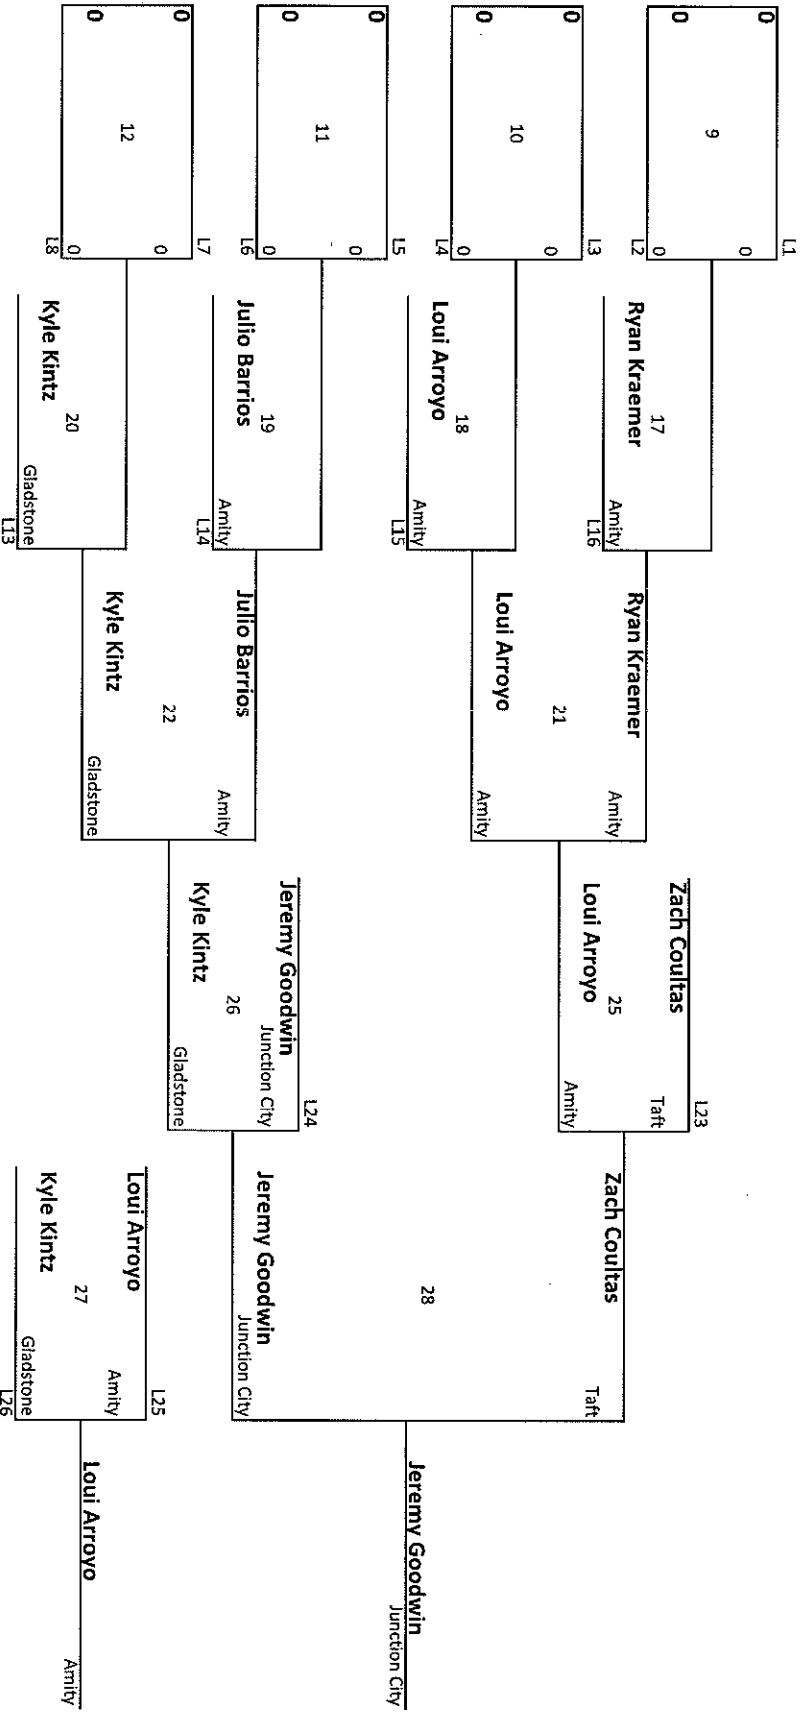 L1
0
0
9
0
0
L2
L3
0
0
10
0
0
L4
L5
0
0
11
0
0
L6
L7
0
0
12
0
0
L8
17
Ryan Kraemer
Amity
L16
18
Loui Arroyo
Amity
L15
19
Julio Barrios
Amity
L14
20
Kyle Kintz
Gladstone
L13
Ryan Kraemer
Amity
21
Loui Arroyo
Amity
Julio Barrios
Amity
22
Kyle Kintz
Gladstone
L23
Zach Coultas
Taft
25
Loui Arroyo
Amity
L24
Jeremy Goodwin
Junction City
26
Kyle Kintz
Gladstone
Zach Coultas
Taft
28
Jeremy Goodwin
Junction City
L25
Loui Arroyo
Amity
27
Kyle Kintz
Gladstone
L26
Jeremy Goodwin
Junction City
Loui Arroyo
Amity